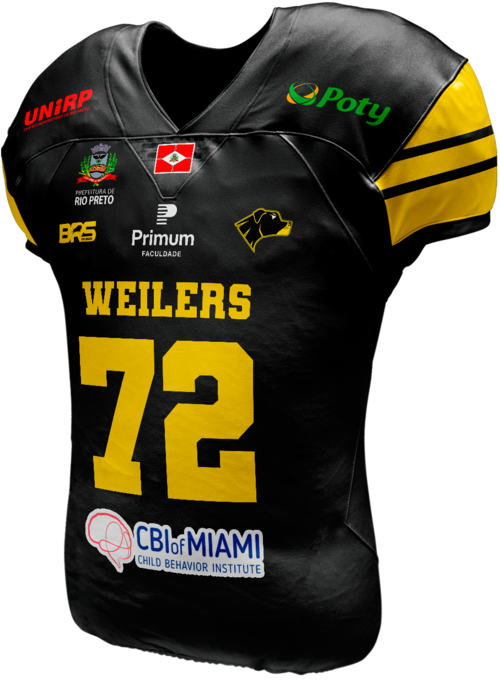 UNIRP
Poty
PREFEITURA DE
RIO PRETO
BRS
Primum
FACULDADE
WEILERS
72
CBIofMIAMI
CHILD BEHAVIOR INSTITUTE